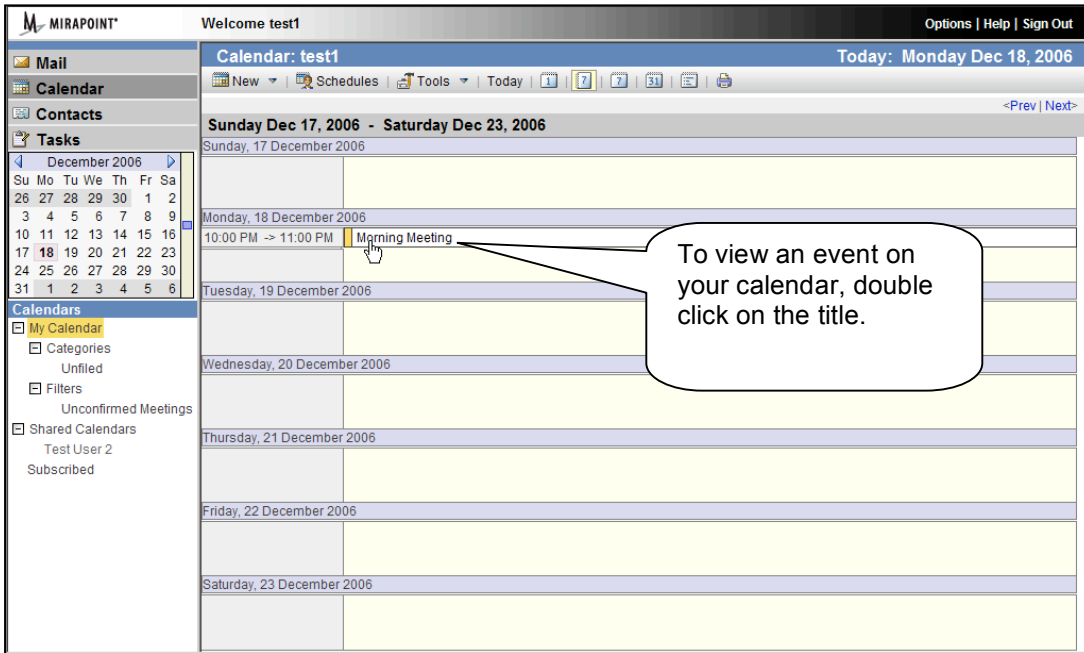 MIRAPOINT
Welcome test1
Options | Help | Sign Out
Mail
Calendar
Contacts
Tasks
December 2006
Su Mo Tu We Th Fr Sa
26 27 28 29 30 1 2
3 4 5 6 7 8 9
10 11 12 13 14 15 16
17 18 19 20 21 22 23
24 25 26 27 28 29 30
31 1 2 3 4 5 6
Calendars
My Calendar
Categories
Unfiled
Filters
Unconfirmed Meetings
Shared Calendars
Test User 2
Subscribed
Calendar: test1
Today: Monday Dec 18, 2006
New | Schedules | Tools | Today | 1 | 7 | 7 | 31
<Prev | Next>
Sunday Dec 17, 2006 - Saturday Dec 23, 2006
Sunday, 17 December 2006
Monday, 18 December 2006
10:00 PM -> 11:00 PM Morning Meeting
Tuesday, 19 December 2006
Wednesday, 20 December 2006
Thursday, 21 December 2006
Friday, 22 December 2006
Saturday, 23 December 2006
To view an event on
your calendar, double
click on the title.